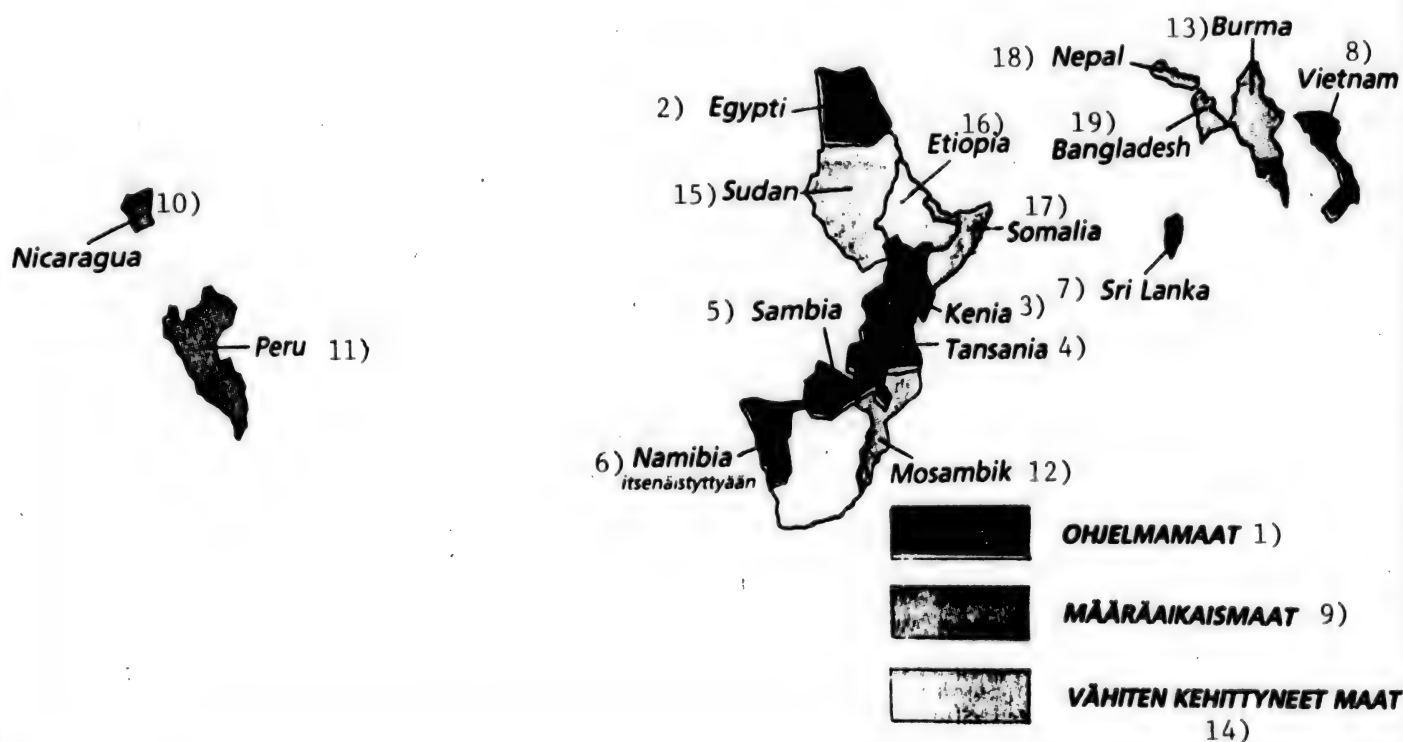 13) Burma
18) Nepal
8)
Vietnam
2) Egypti
16)
Etiopia
19)
Bangladesh
10)
15) Sudan
17)
Somalia
Nicaragua
7) Sri Lanka
5) Sambia
Kenia 3)
Peru 11)
Tansania 4)
6) Namibia
itsenäistyttyään
Mosambik 12)
OHJELMAMAAT 1)
MÄÄRÄAIKAISMAAT 9)
VÄHITEN KEHITTYNEET MAAT
14)